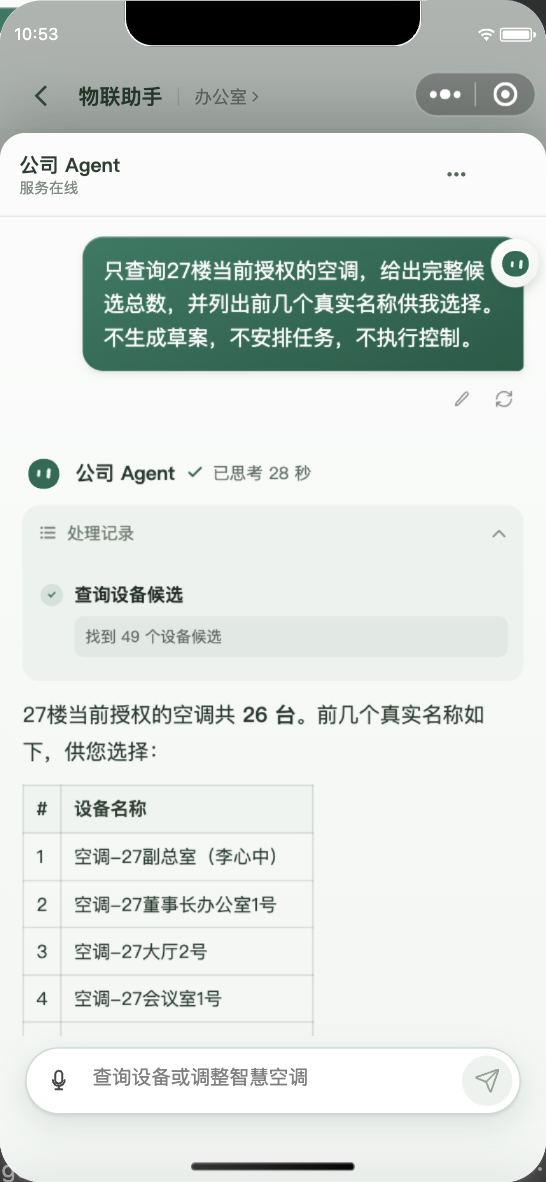 10:53
物联助手 | 办公室 >
公司 Agent
服务在线
只查询27楼当前授权的空调，给出完整候
选总数，并列出前几个真实名称供我选择。
不生成草案，不安排任务，不执行控制。
公司 Agent 已思考 28 秒
处理记录
查询设备候选
找到 49 个设备候选
27楼当前授权的空调共 26 台。前几个真实名称如
下，供您选择：
# 设备名称
1 空调-27副总室（李心中）
2 空调-27董事长办公室1号
3 空调-27大厅2号
4 空调-27会议室1号
查询设备或调整智慧空调